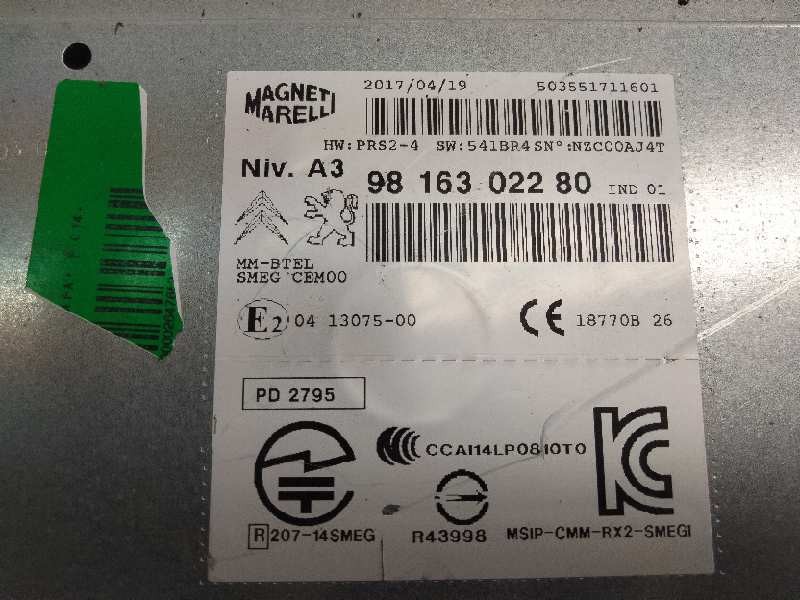 MAGNETI
MARELLI
2017/04/19 503551711601
HW:PRS2-4 SW:541BR4 SN°:NZCC0AJ4T
Niv. A3 98 163 022 80 IND 01
MM-BTEL
SMEG CEM00
E2 04 13075-00 CE 18770B 26
PD 2795
CCAI14LP0810T0
R 207-14SMEG
R43998
KC
MSIP-CMM-RX2-SMEG1